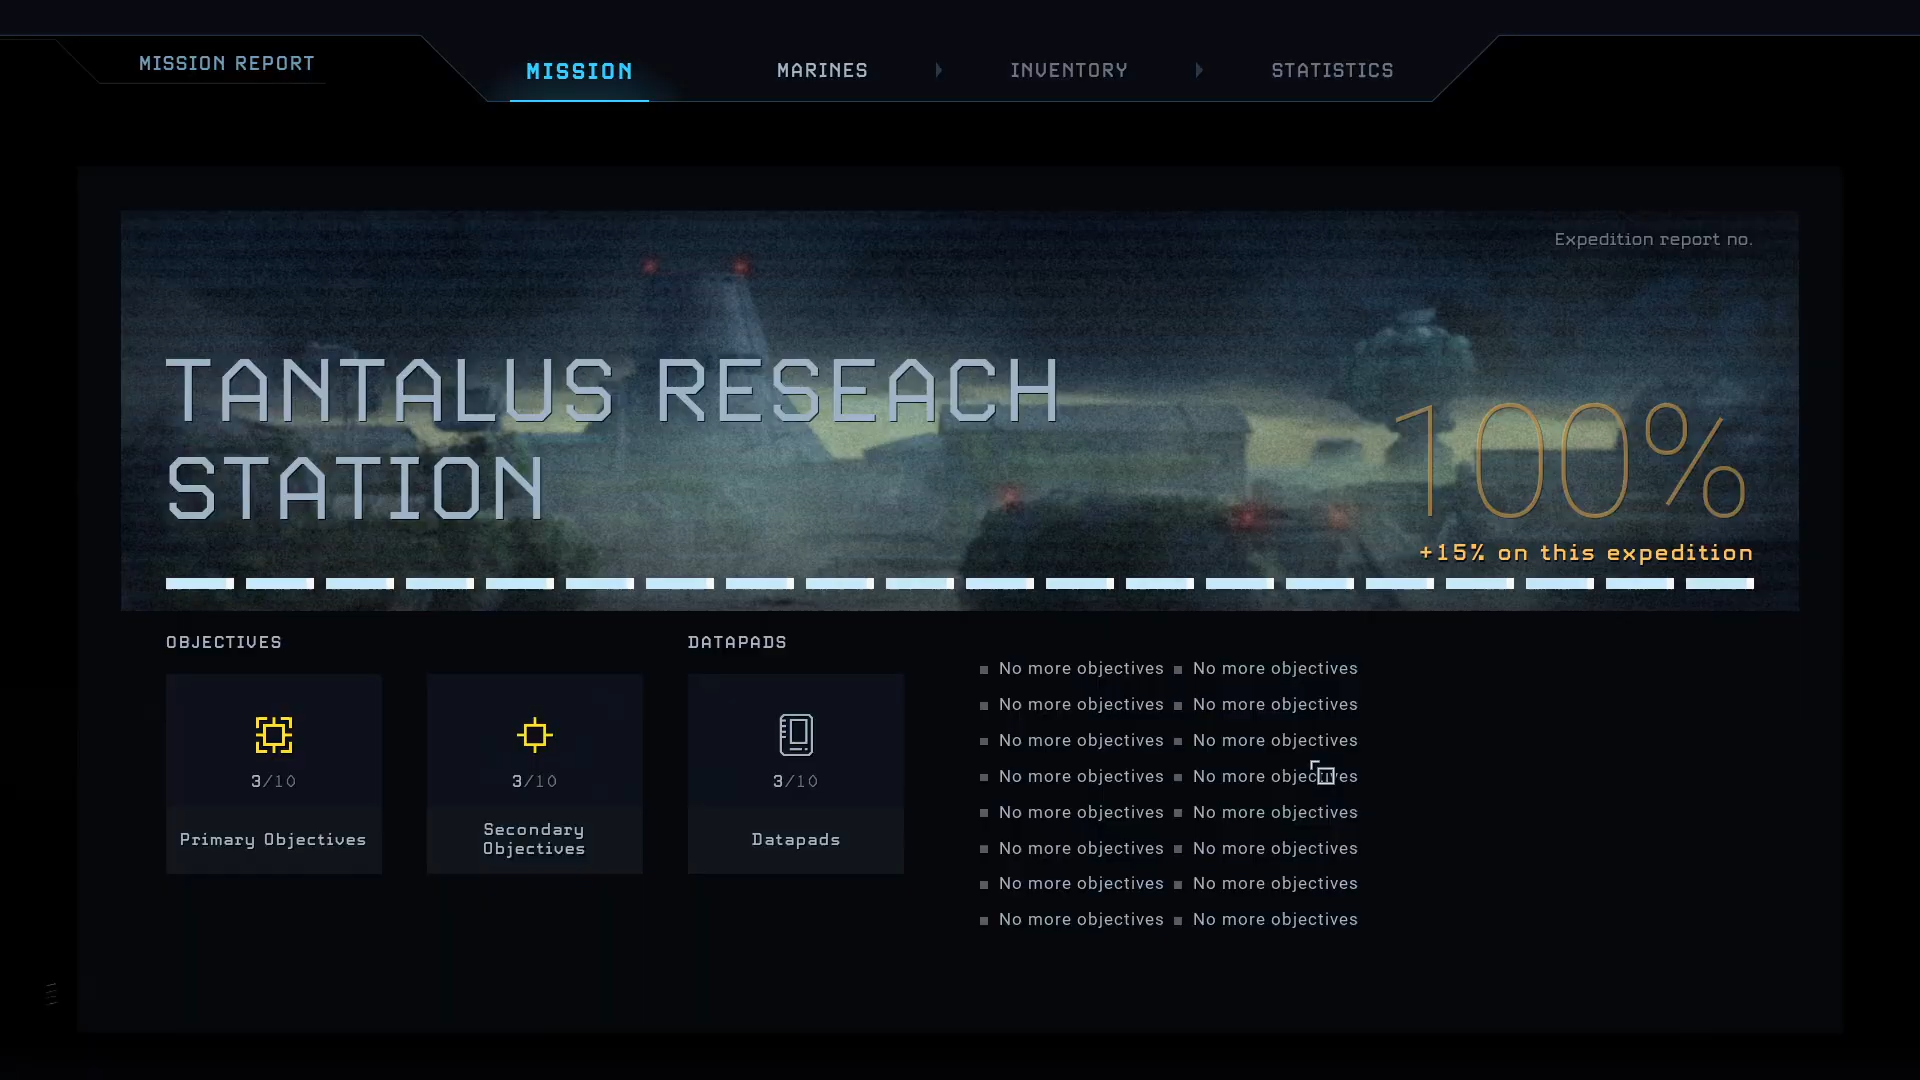 MISSION REPORT
MISSION
MARINES
INVENTORY
STATISTICS
Expedition report no.
TANTALUS RESEACH
STATION
100%
+15% on this expedition
OBJECTIVES
DATAPADS
3/10
Primary Objectives
3/10
Secondary
Objectives
3/10
Datapads
No more objectives No more objectives
No more objectives No more objectives
No more objectives No more objectives
No more objectives No more objectives
No more objectives No more objectives
No more objectives No more objectives
No more objectives No more objectives
No more objectives No more objectives